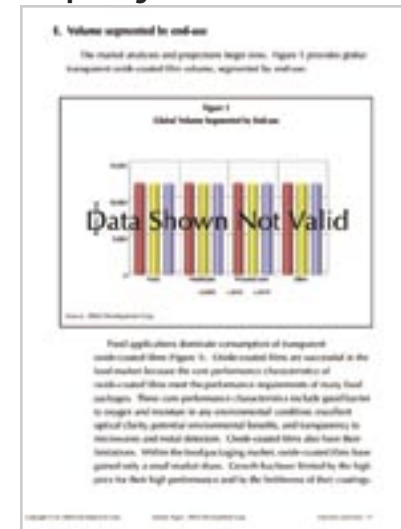 E. Volume segmented by end-use
The market analyses and projections begin now. Figure 1 provides global
transparent oxide-coated film volume, segmented by end-use.
Figure 1
Global Volume Segmented by End-use
Data Shown Not Valid
Food applications dominate consumption of transparent
oxide-coated films (Figure 1). Oxide-coated films are successful in the
food market because the core performance characteristics of
oxide-coated films meet the performance requirements of many food
packages. These core performance characteristics include good barrier
to oxygen and moisture in any environmental condition, excellent
optical clarity, potential environmental benefits, and transparency to
microwaves and metal detection. Oxide-coated films also have their
limitations. Within the food packaging market, oxide-coated films have
gained only a small market share. Growth has been limited by the high
price for their high performance and by the brittleness of their coatings.